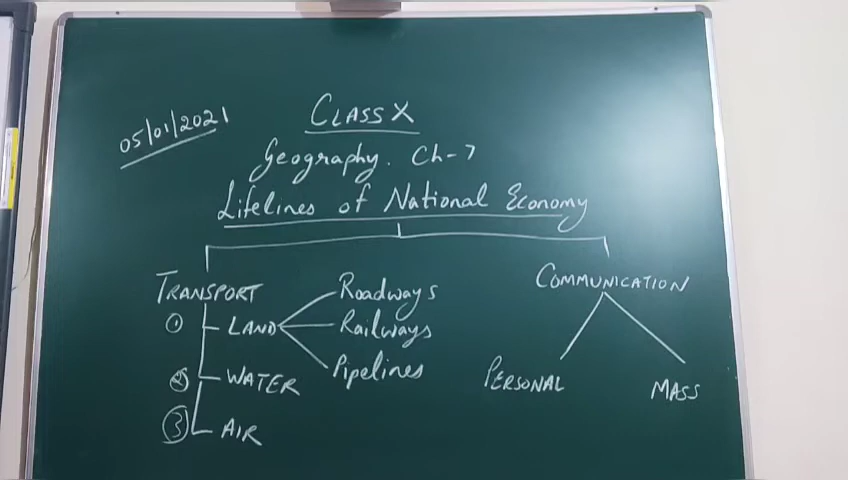 05/01/2021
CLASS X
Geography. Ch-7
Lifelines of National Economy
TRANSPORT
① LAND
Roadways
Railways
Pipelines
② WATER
③ AIR
COMMUNICATION
PERSONAL
MASS